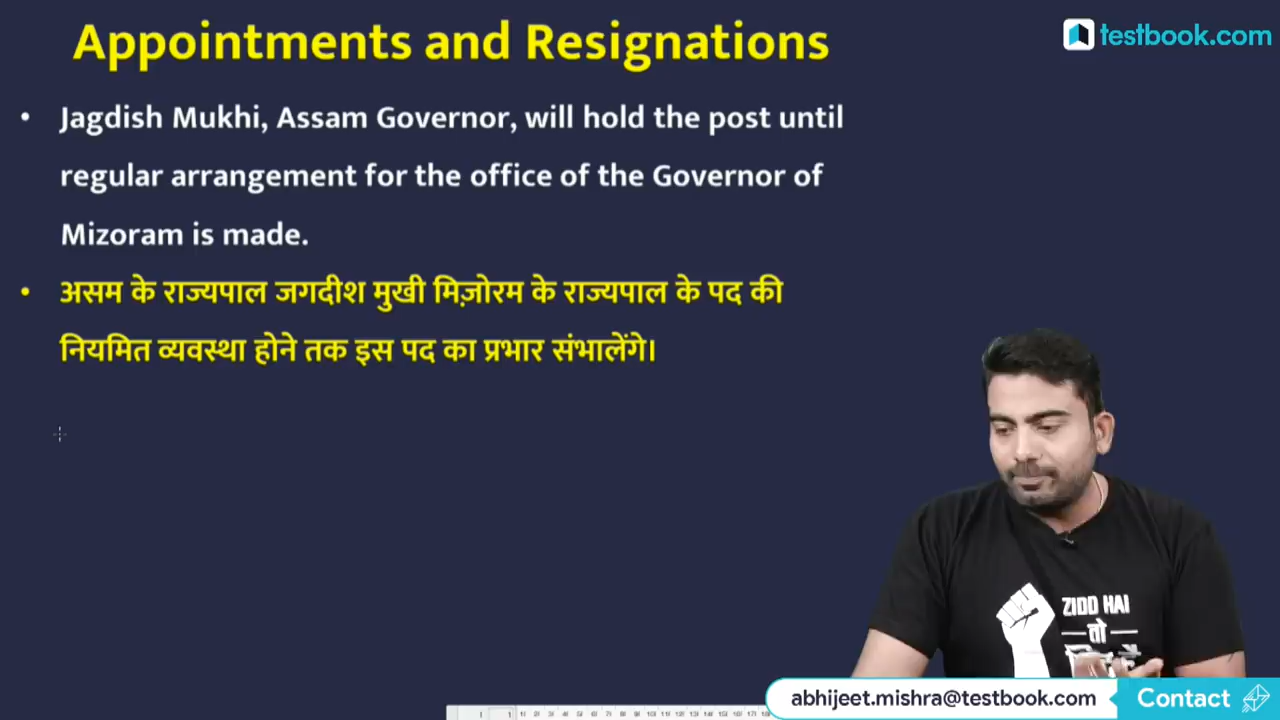 Appointments and Resignations
testbook.com
• Jagdish Mukhi, Assam Governor, will hold the post until
regular arrangement for the office of the Governor of
Mizoram is made.
• असम के राज्यपाल जगदीश मुखी मिज़ोरम के राज्यपाल के पद की
नियमित व्यवस्था होने तक इस पद का प्रभार संभालेंगे।
ZIDD HAI
तो
abhijeet.mishra@testbook.com Contact